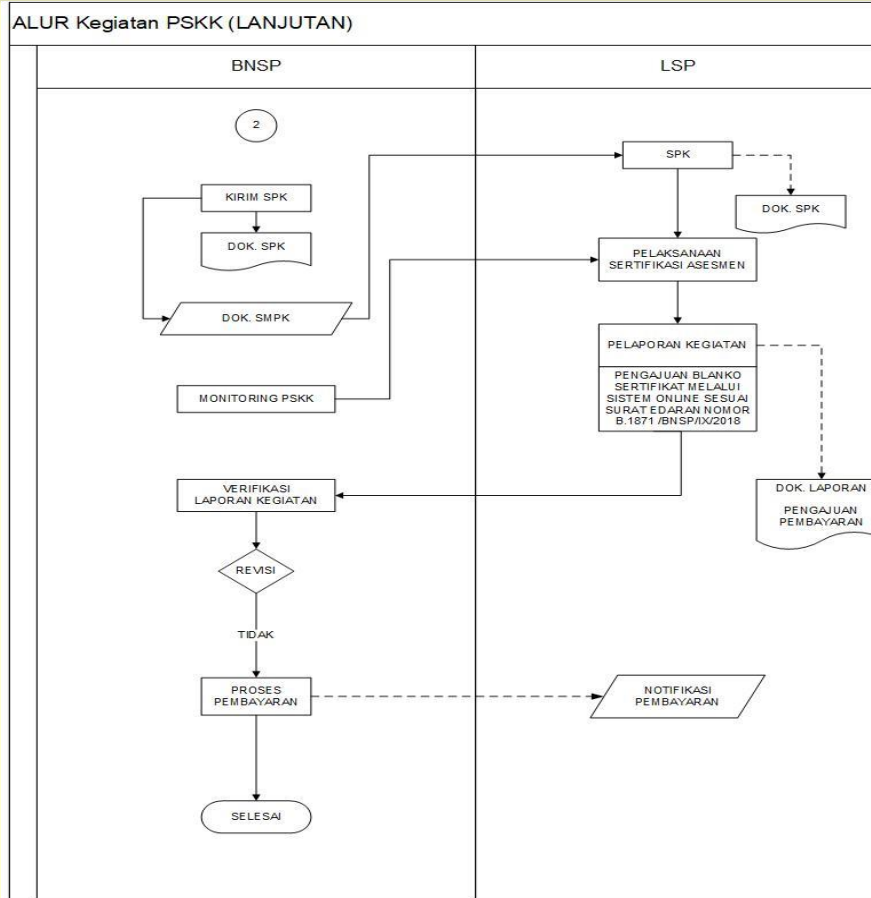 ALUR Kegiatan PSKK (LANJUTAN)
BNSP
LSP
2
SPK
KIRIM SPK
DOK. SPK
DOK. SPK
PELAKSANAAN
SERTIFIKASI ASESMEN
DOK. SMPK
PELAPORAN KEGIATAN
MONITORING PSKK
PENGAJUAN BLANKO
SERTIFIKAT MELALUI
SISTEM ONLINE SESUAI
SURAT EDARAN NOMOR
B.1871 /BNSP/IX/2018
VERIFIKASI
LAPORAN KEGIATAN
DOK. LAPORAN
PENGAJUAN
PEMBAYARAN
REVISI
TIDAK
PROSES
PEMBAYARAN
NOTIFIKASI
PEMBAYARAN
SELESAI